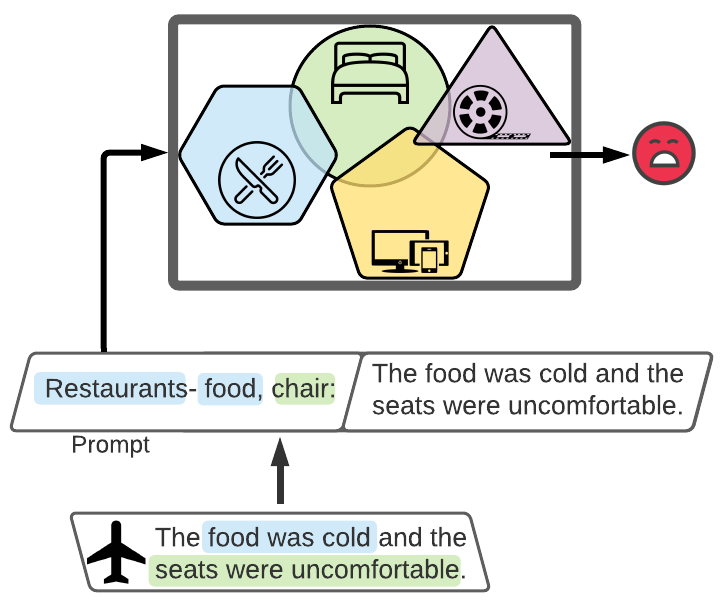 Restaurants- food, chair:
The food was cold and the
seats were uncomfortable.
Prompt
The food was cold and the
seats were uncomfortable.